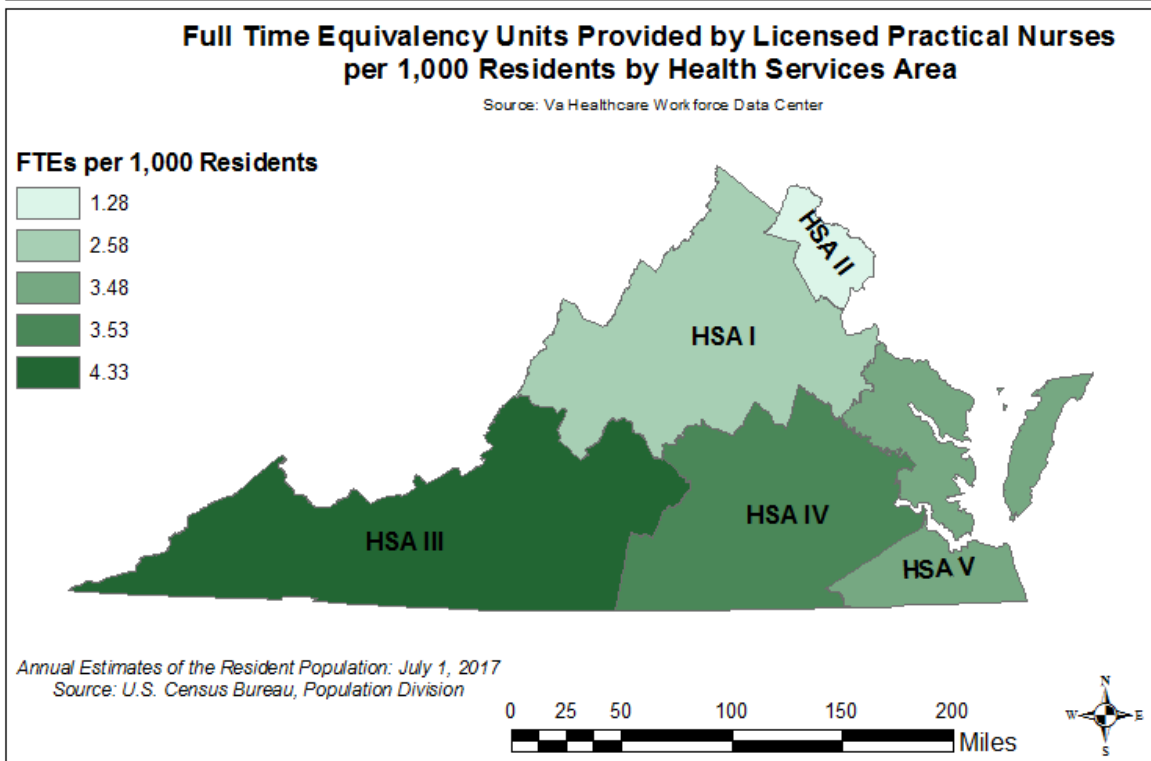 Full Time Equivalency Units Provided by Licensed Practical Nurses
per 1,000 Residents by Health Services Area
Source: Va Healthcare Workforce Data Center
FTEs per 1,000 Residents
1.28
2.58
3.48
3.53
4.33
HSA II
HSA I
HSA IV
HSA III
HSA V
Annual Estimates of the Resident Population: July 1, 2017
Source: U.S. Census Bureau, Population Division
0 25 50 100 150 200
Miles
N
W E
S